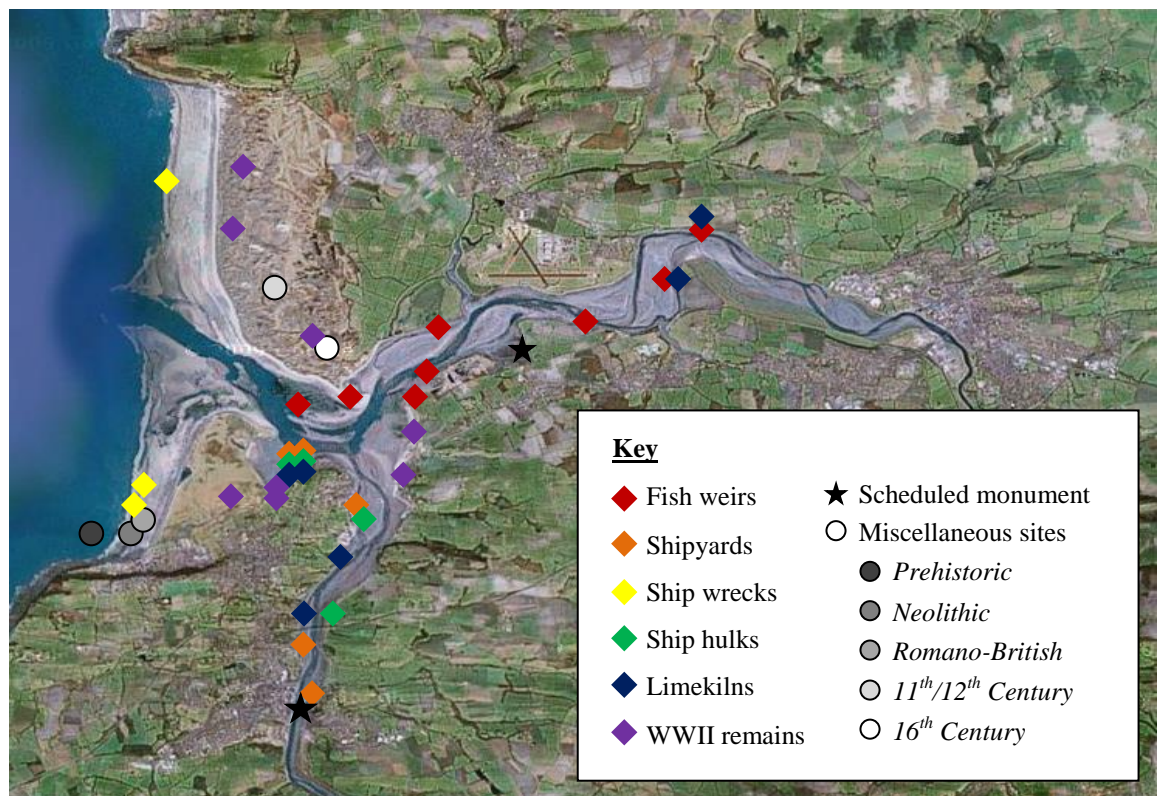 Key
Fish weirs
Shipyards
Ship wrecks
Ship hulks
Limekilns
WWII remains
Scheduled monument
Miscellaneous sites
Prehistoric
Neolithic
Romano-British
11th/12th Century
16th Century